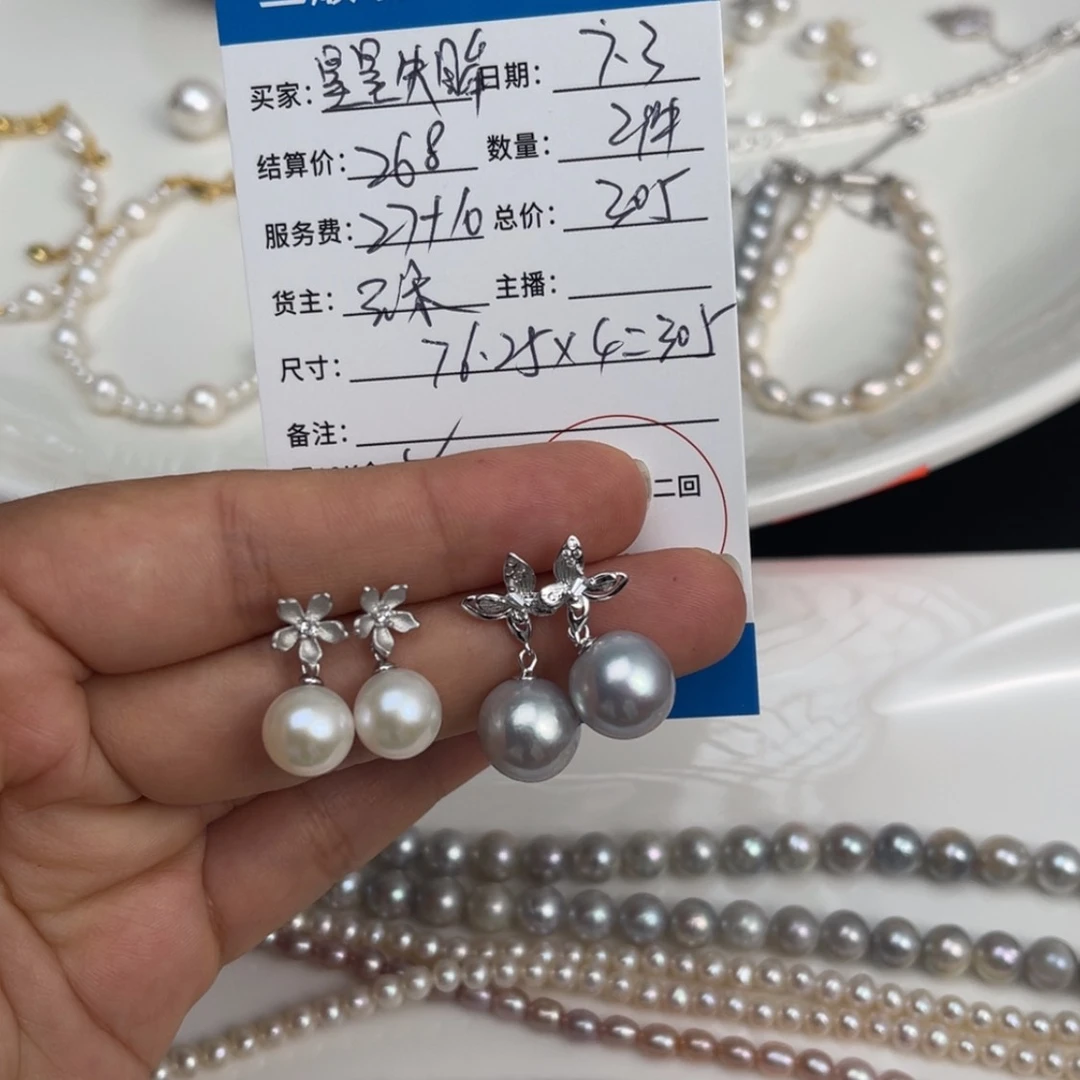 买家：星星失眠 日期：7.3
结算价：268 数量：2件
服务费：27+10 总价：305
货主： 主播：
尺寸：76.25×4=305
备注：
二回